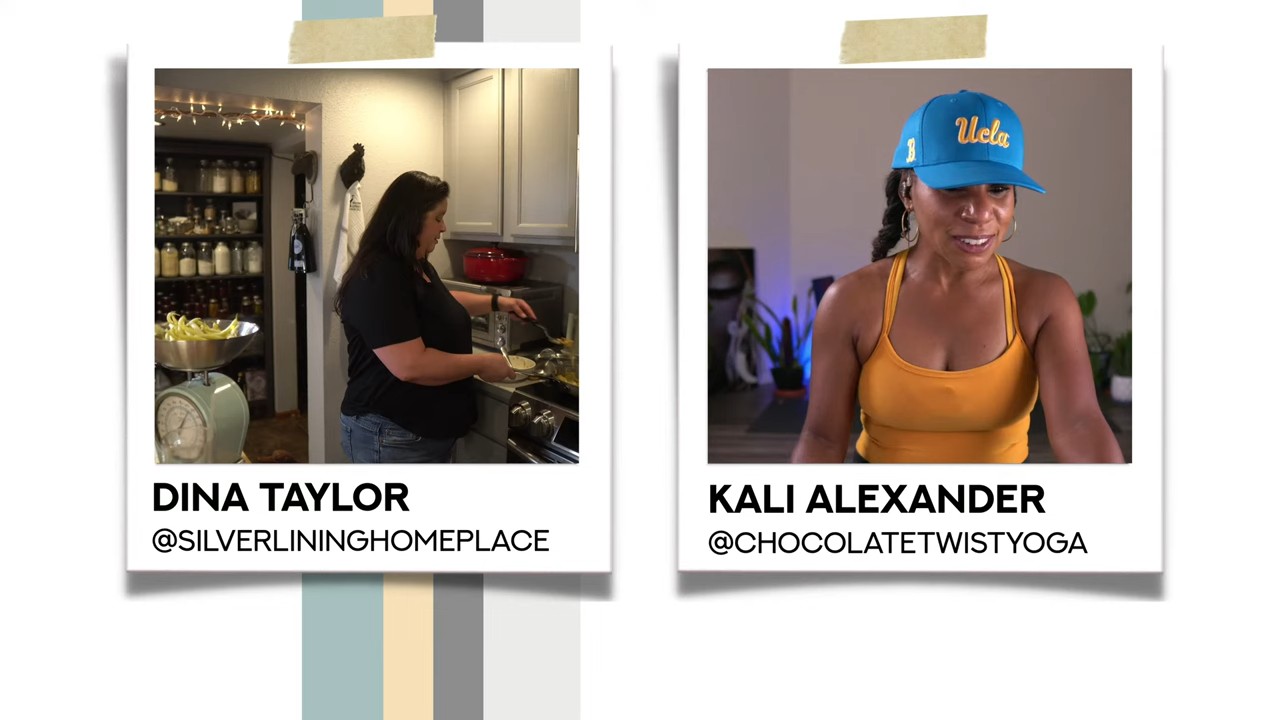 Ucla
B
DINA TAYLOR
@SILVERLININGHOMEPLACE
KALI ALEXANDER
@CHOCOLATETWISTYOGA